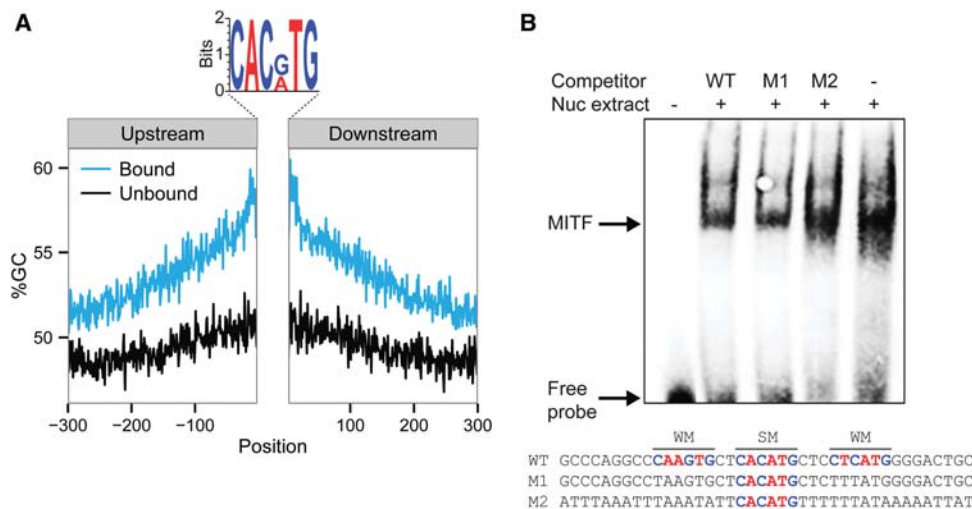 A
B
2
1
0
Bits
CACGTG
A
Competitor WT M1 M2 -
Nuc extract - + + + +
Upstream
Downstream
Bound
Unbound
60
55
50
%GC
-300 -200 -100
100 200 300
Position
MITF
Free
probe
WM SM WM
WT GCCCAGGCCCAAGTGCTCACATGCTCCTCATGGGGACTGC
M1 GCCCAGGCCTAAGTGCTCACATGCTCTTTATGGGGACTGC
M2 ATTTAAATTTAAATATTCACATGTTTTTTATAAAAATTAT